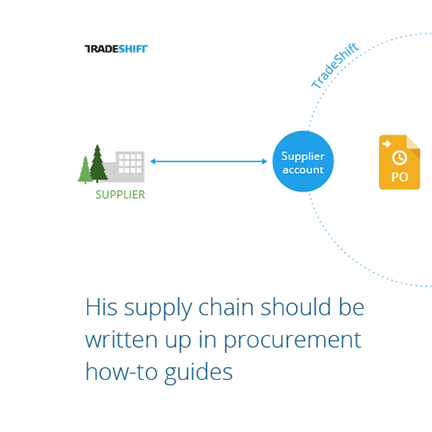 TRADESHIFT
TradeShift
Supplier
account
PO
SUPPLIER
His supply chain should be
written up in procurement
how-to guides